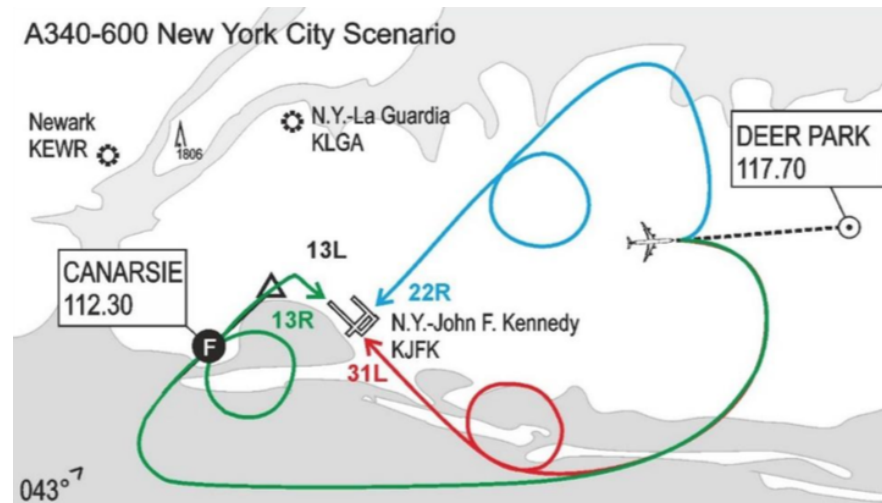 A340-600 New York City Scenario
Newark
KEWR
1806
N.Y.-La Guardia
KLGA
DEER PARK
117.70
CANARSIE
112.30
13L
13R
22R
N.Y.-John F. Kennedy
KJFK
31L
F
043°